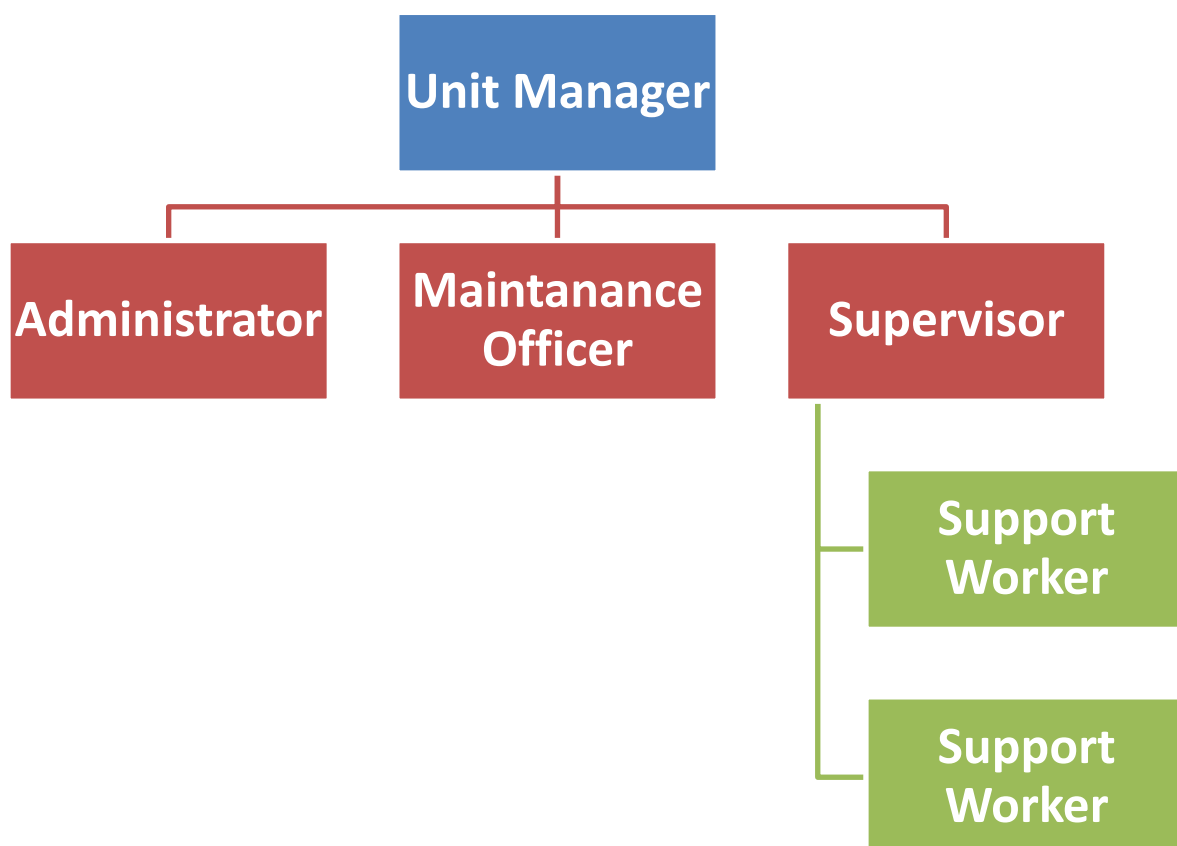 Unit Manager
Administrator
Maintanance
Officer
Supervisor
Support
Worker
Support
Worker